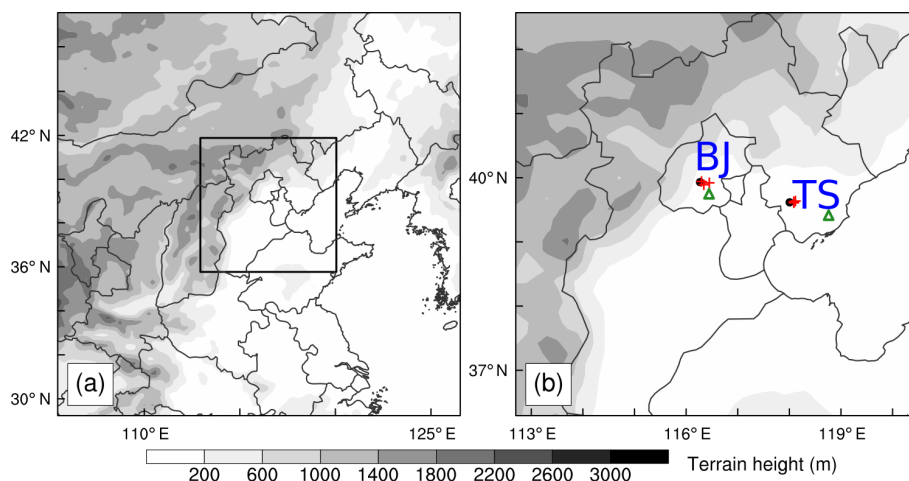 42° N
36° N
30° N
(a)
110° E
125° E
BJ
TS
40° N
37° N
(b)
113° E
116° E
119° E
200 600 1000 1400 1800 2200 2600 3000
Terrain height (m)